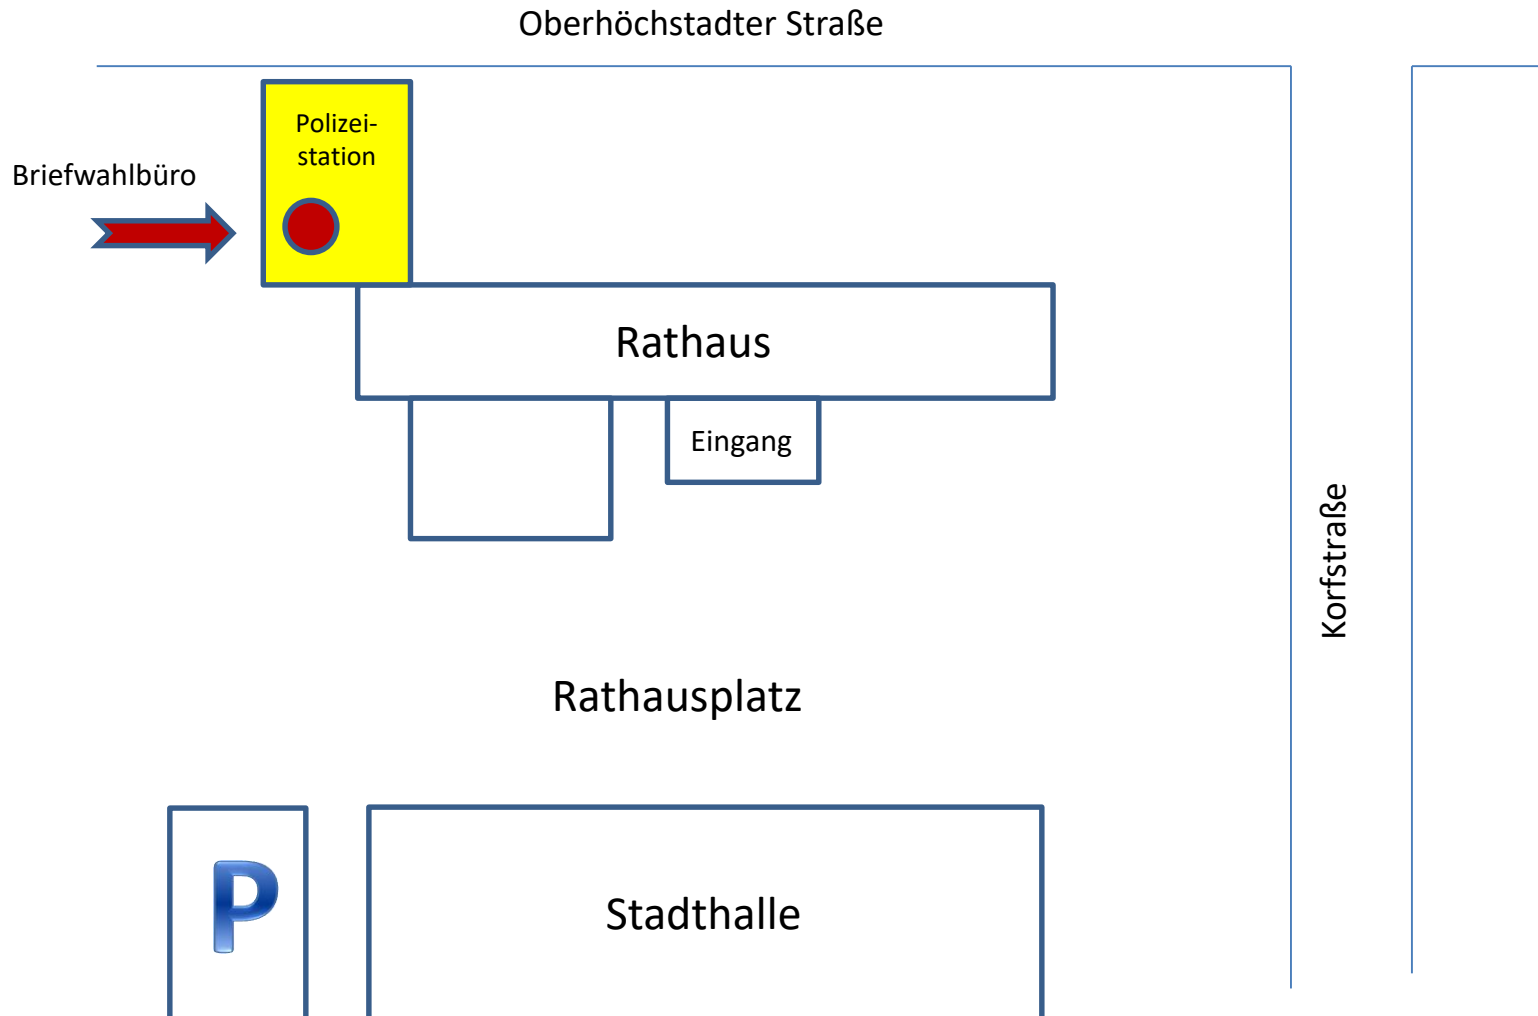 Oberhöchstadter Straße
Polizei-
station
Briefwahlbüro
Rathaus
Eingang
Korfstraße
Rathausplatz
P
Stadthalle